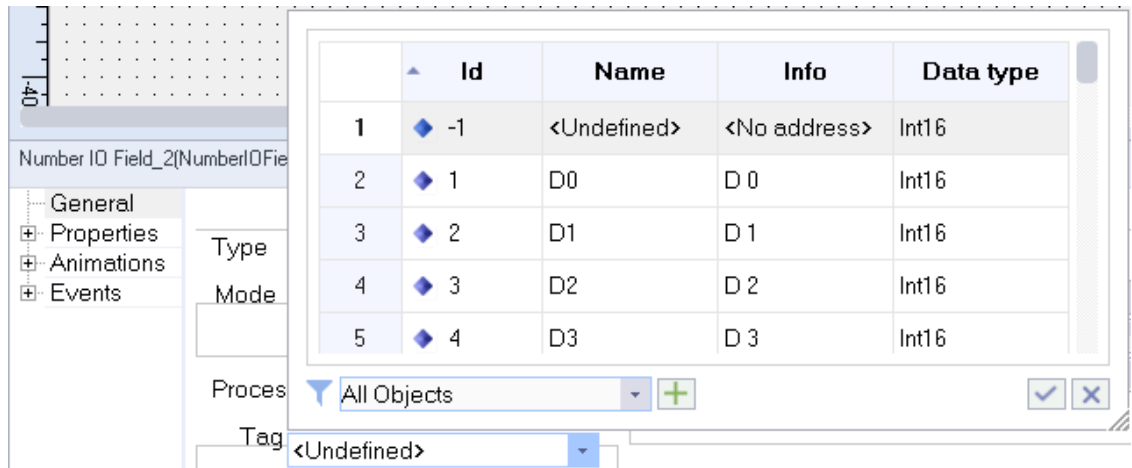 -40
Id Name Info Data type
1 -1 <Undefined> <No address> Int16
Number IO Field_2(NumberIOFie
2 1 D0 D 0 Int16
General
3 2 D1 D 1 Int16
Properties
Type
Animations
4 3 D2 D 2 Int16
Events
Mode
5 4 D3 D 3 Int16
Proces
All Objects
Tag
<Undefined>